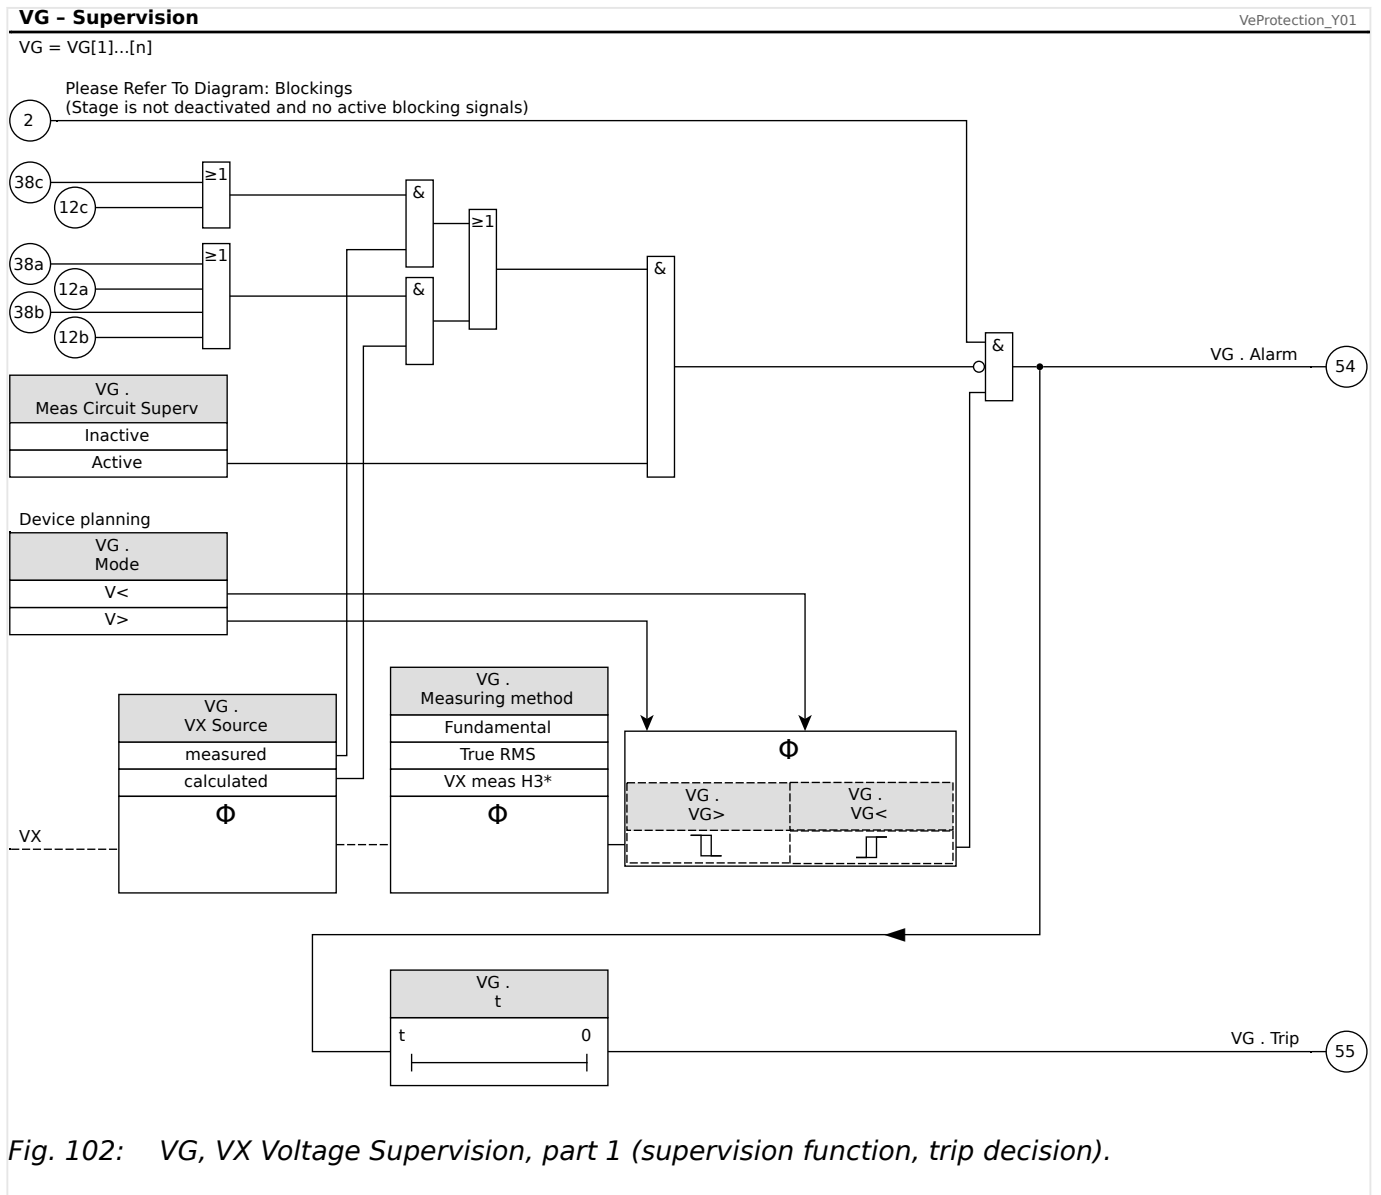 VG – Supervision
VeProtection_Y01
VG = VG[1]...[n]
Please Refer To Diagram: Blockings
(Stage is not deactivated and no active blocking signals)
2
38c
≥1
12c
&
≥1
38a
≥1
12a
&
&
38b
12b
&
VG . Alarm
54
VG .
Meas Circuit Superv
Inactive
Active
Device planning
VG .
Mode
V<
V>
VG .
VX Source
measured
calculated
Φ
VX
VG .
Measuring method
Fundamental
True RMS
VX meas H3*
Φ
Φ
VG .
VG>
VG .
VG<
VG .
t
t 0
VG . Trip
55
Fig. 102: VG, VX Voltage Supervision, part 1 (supervision function, trip decision).